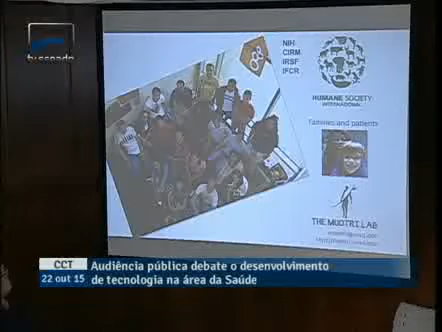 tv senado
NIH
CIRM
IRSF
IFCR
HUMANE SOCIETY
INTERNATIONAL
Families and patients
THE MUOTRI LAB
CCT
22 out 15
Audiência pública debate o desenvolvimento
de tecnologia na área da Saúde